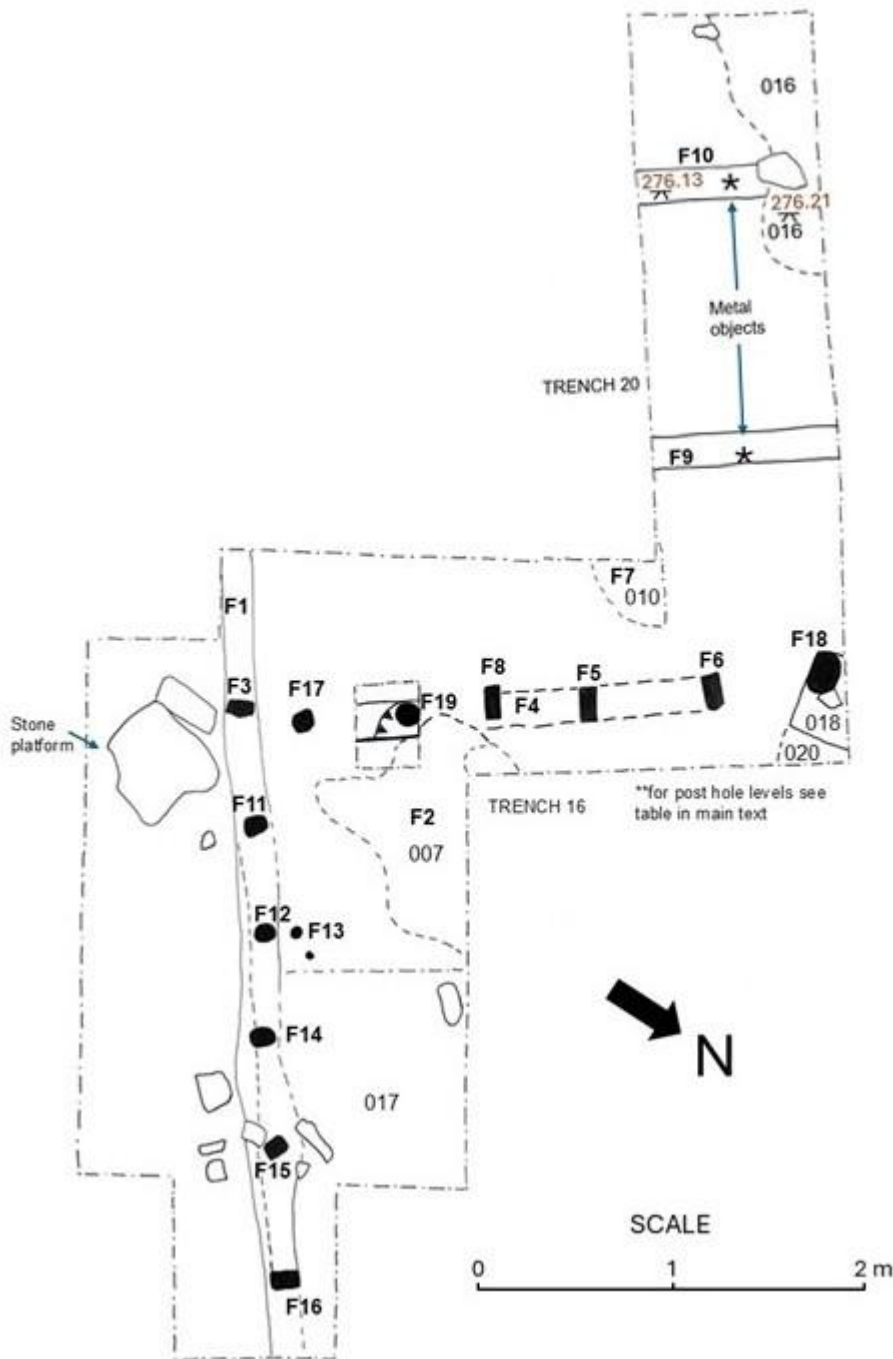 016
F10
276.13
*
276.21
016
Metal
objects
TRENCH 20
F9
*
F7
010
F1
F18
F3
F17
F19
F8
F4
F5
F6
Stone
platform
018
020
TRENCH 16
**for post hole levels see
table in main text
F11
F2
007
F12
F13
F14
N
017
F15
SCALE
0 1 2 m
F16